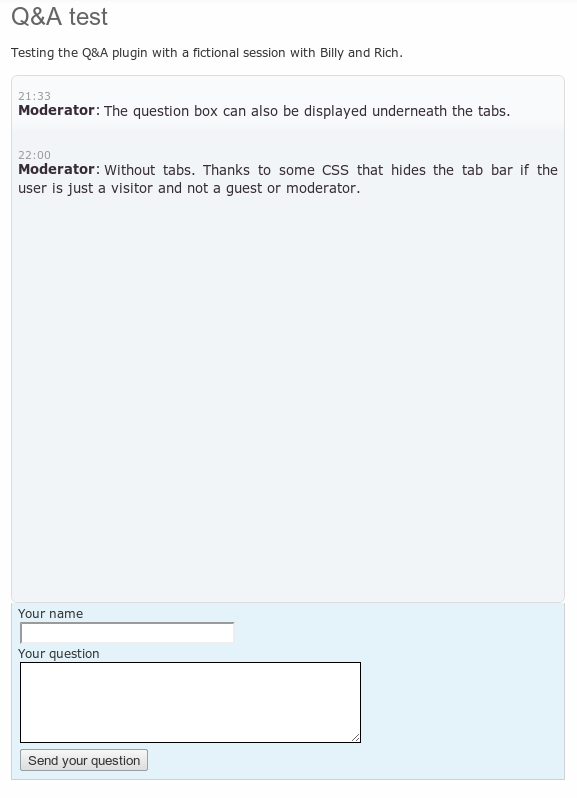 Q&A test
Testing the Q&A plugin with a fictional session with Billy and Rich.
21:33
Moderator: The question box can also be displayed underneath the tabs.
22:00
Moderator: Without tabs. Thanks to some CSS that hides the tab bar if the
user is just a visitor and not a guest or moderator.
Your name
Your question
Send your question